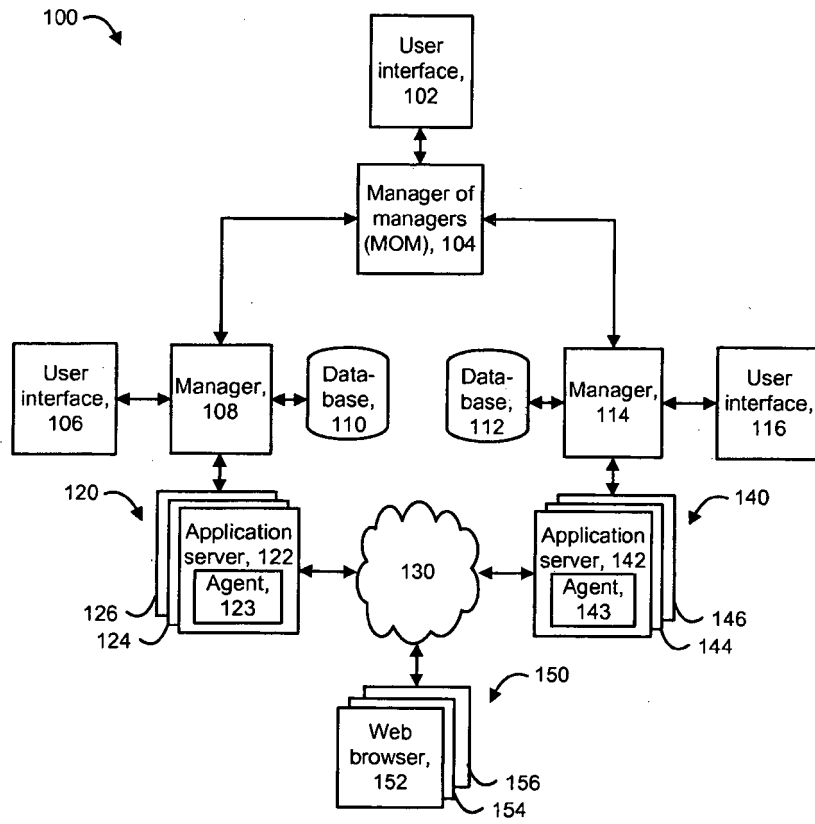 100
User
interface,
102
Manager of
managers
(MOM), 104
User
interface,
106
Manager,
108
Data-
base,
110
Data-
base,
112
Manager,
114
User
interface,
116
120
Application
server, 122
Agent,
123
126
124
130
140
Application
server, 142
Agent,
143
146
144
150
Web
browser,
152
156
154